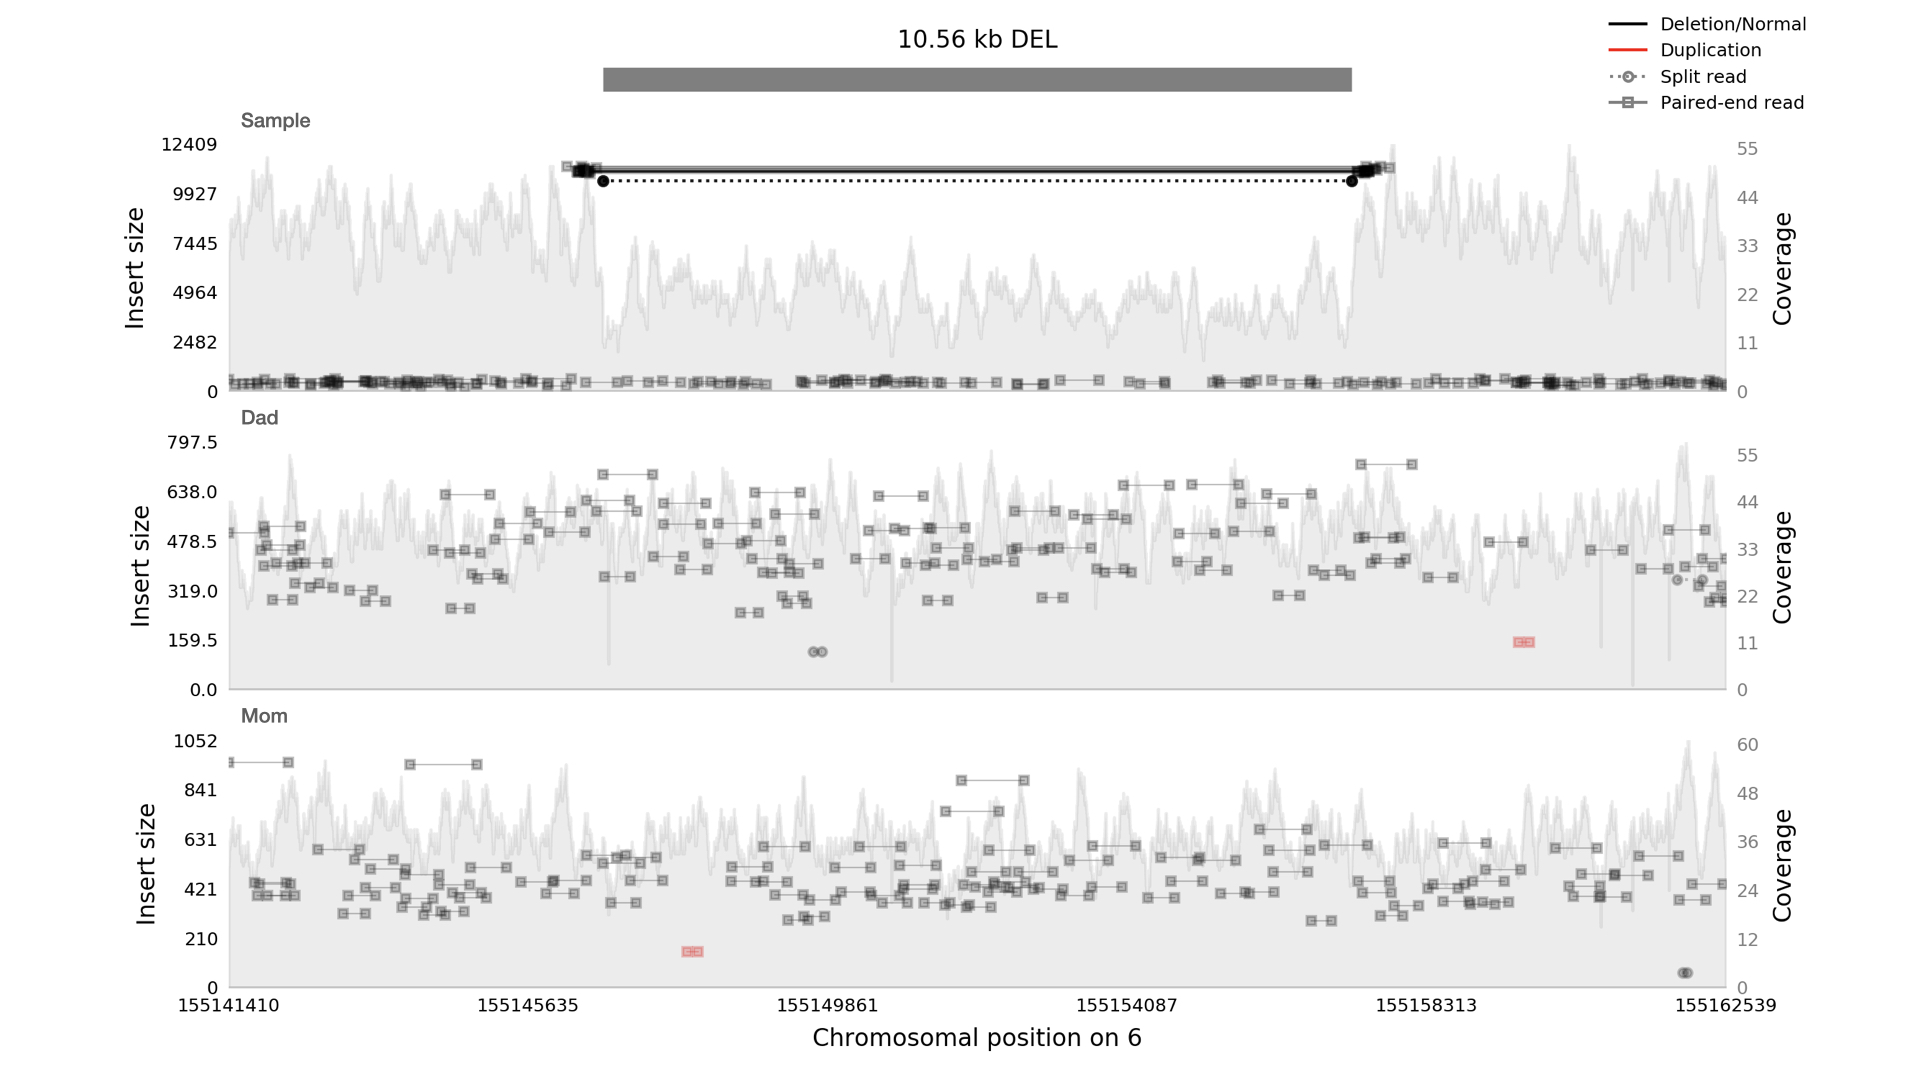 10.56 kb DEL
Deletion/Normal
Duplication
Split read
Paired-end read
Sample
12409
9927
7445
4964
2482
0
Insert size
55
44
33
22
11
0
Coverage
Dad
797.5
638.0
478.5
319.0
159.5
0.0
Insert size
55
44
33
22
11
0
Coverage
Mom
1052
841
631
421
210
0
Insert size
60
48
36
24
12
0
Coverage
155141410 155145635 155149861 155154087 155158313 155162539
Chromosomal position on 6